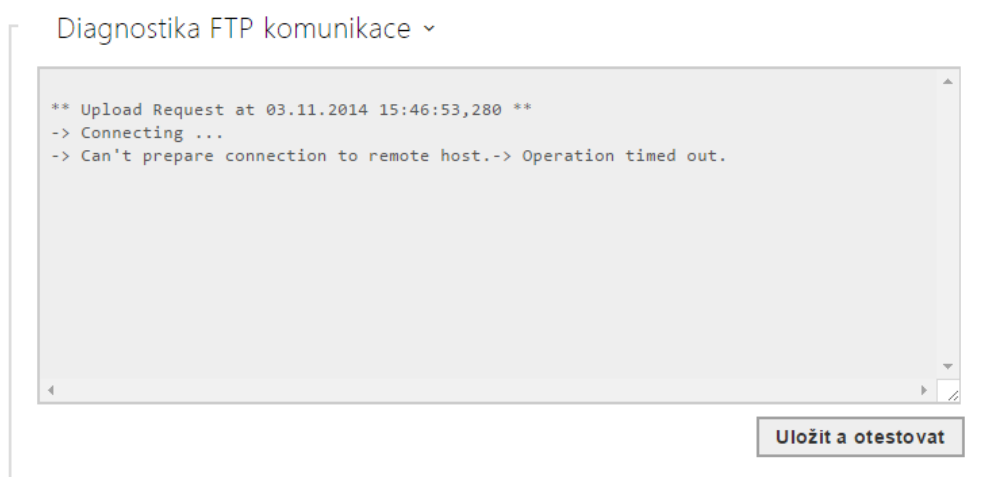 Diagnostika FTP komunikace
** Upload Request at 03.11.2014 15:46:53,280 **
-> Connecting ...
-> Can't prepare connection to remote host.-> Operation timed out.
Uložit a otestovat